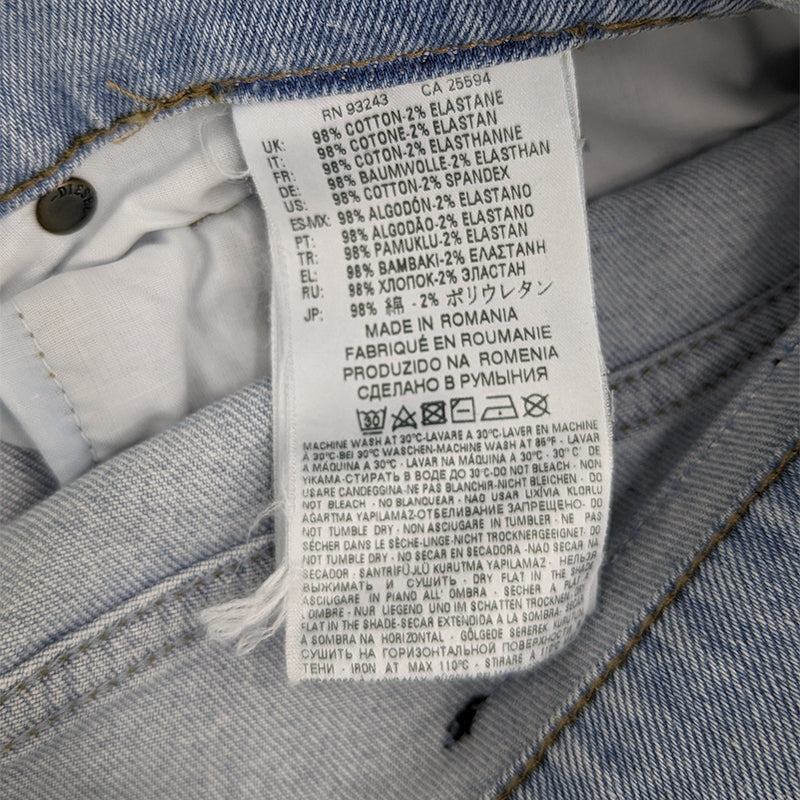 RN 93243 CA 25594
UK: 98% COTTON-2% ELASTANE
IT: 98% COTONE-2% ELASTAN
FR: 98% COTON-2% ELASTHANNE
DE: 98% BAUMWOLLE-2% ELASTHAN
US: 98% COTTON-2% SPANDEX
ES-MX: 98% ALGODÓN-2% ELASTANO
PT: 98% ALGODÃO-2% ELASTANO
TR: 98% PAMUKLU-2% ELASTAN
EL: 98% BAMBAKI-2% ΕΛΑΣΤΑΝΗ
RU: 98% ХЛОПОК-2% ЭЛАСТАН
JP: 98% 綿 - 2% ポリウレタン
DIESEL
MADE IN ROMANIA
FABRIQUÉ EN ROUMANIE
PRODUZIDO NA ROMENIA
СДЕЛАНО В РУМЫНИЯ
30
MACHINE WASH AT 30°C-LAVARE A 30°C-LAVER EN MACHINE
À 30°C-BEI 30°C WASCHEN-MACHINE WASH AT 86°F - LAVAR
A MÁQUINA A 30°C - LAVAR NA MÁQUINA A 30°C - 30° C' DE
YIKAMA-СТИРАТЬ В ВОДЕ ДО 30°C-DO NOT BLEACH - NON
USARE CANDEGGINA-NE PAS BLANCHIR-NICHT BLEICHEN - DO
NOT BLEACH - NO BLANQUEAR - NÃO USAR LIXÍVIA KLORLU
AĞARTMA YAPILAMAZ-ОТБЕЛИВАНИЕ ЗАПРЕЩЕНО- DO
NOT TUMBLE DRY - NON ASCIUGARE IN TUMBLER - NE PAS
SÉCHER DANS LE SÈCHE-LINGE-NICHT TROCKNERGEEIGNET- DO
NOT TUMBLE DRY - NO SECAR EN SECADORA -NAO SECAR NA
SECADOR - SANTRIFÜJLÜ KURUTMA YAPILAMAZ - НЕЛЬЗЯ
ВЫЖИМАТЬ И СУШИТЬ - DRY FLAT IN THE SHADE
ASCIUGARE IN PIANO ALL' OMBRA - SÉCHER À PLAT À
L'OMBRE - NUR LIEGEND UND IM SCHATTEN TROCKNEN
FLAT IN THE SHADE-SECAR EXTENDIDA A LA SOMBRA
À SOMBRA NA HORIZONTAL - GÖLGEDE SEREREK
СУШИТЬ НА ГОРИЗОНТАЛЬНОЙ ПОВЕРХНОСТИ
ТЕНИ - IRON AT MAX 110°C - STIRARE A